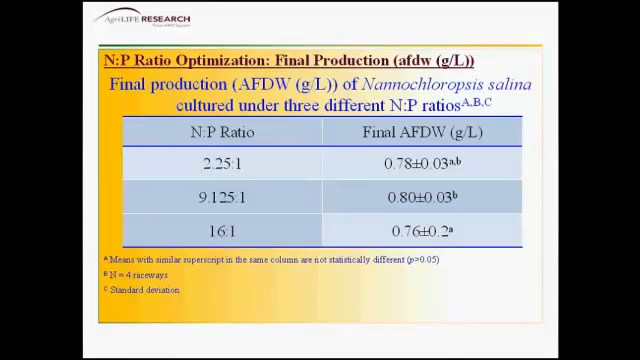 AgriLIFE RESEARCH
N:P Ratio Optimization: Final Production (afdw (g/L))
Final production (AFDW (g/L)) of Nannochloropsis salina
cultured under three different N:P ratiosA,B,C
N:P Ratio Final AFDW (g/L)
2.25:1 0.78±0.03a,b
9.125:1 0.80±0.03b
16:1 0.76±0.2a
A Means with similar superscript in the same column are not statistically different (p>0.05)
B N = 4 raceways
C Standard deviation